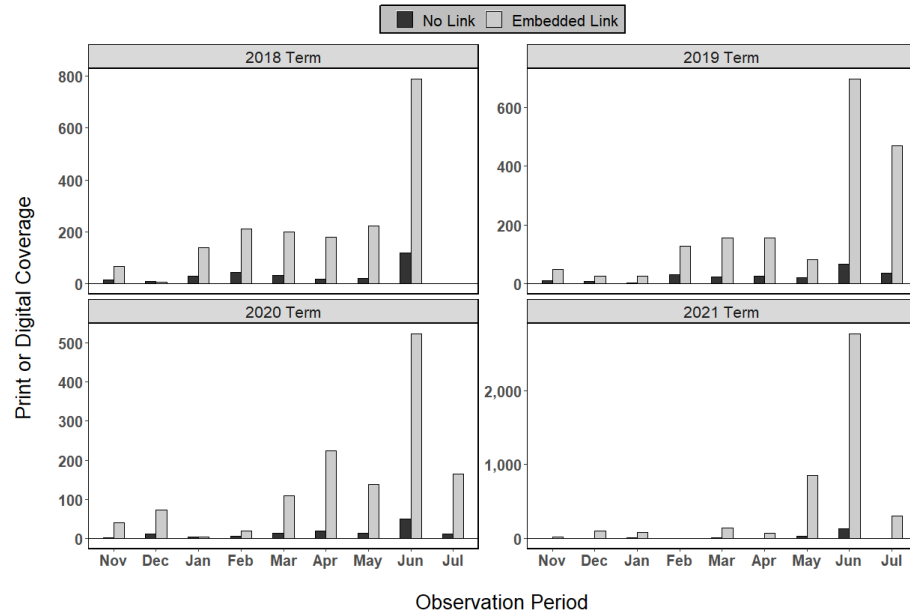 No Link Embedded Link
2018 Term
2019 Term
Print or Digital Coverage
800
600
400
200
0
600
400
200
0
2020 Term
2021 Term
500
400
300
200
100
0
2,000
1,000
0
Nov Dec Jan Feb Mar Apr May Jun Jul
Nov Dec Jan Feb Mar Apr May Jun Jul
Observation Period